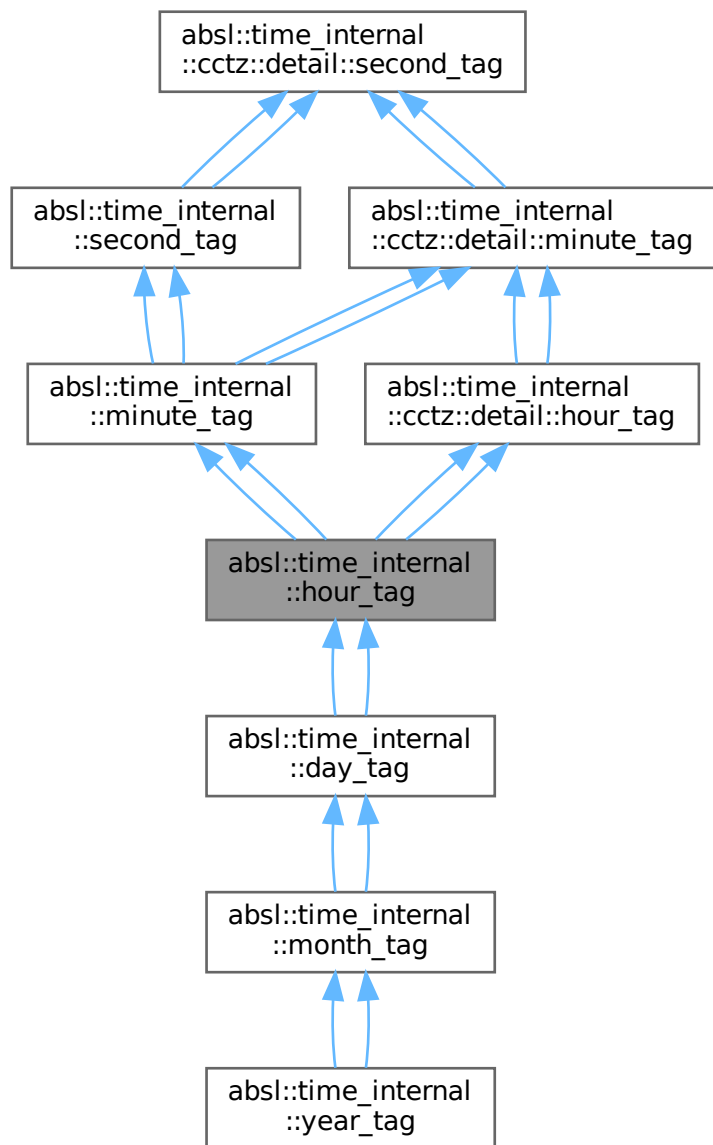 absl::time_internal
::cctz::detail::second_tag
absl::time_internal
::second_tag
absl::time_internal
::cctz::detail::minute_tag
absl::time_internal
::minute_tag
absl::time_internal
::cctz::detail::hour_tag
absl::time_internal
::hour_tag
absl::time_internal
::day_tag
absl::time_internal
::month_tag
absl::time_internal
::year_tag